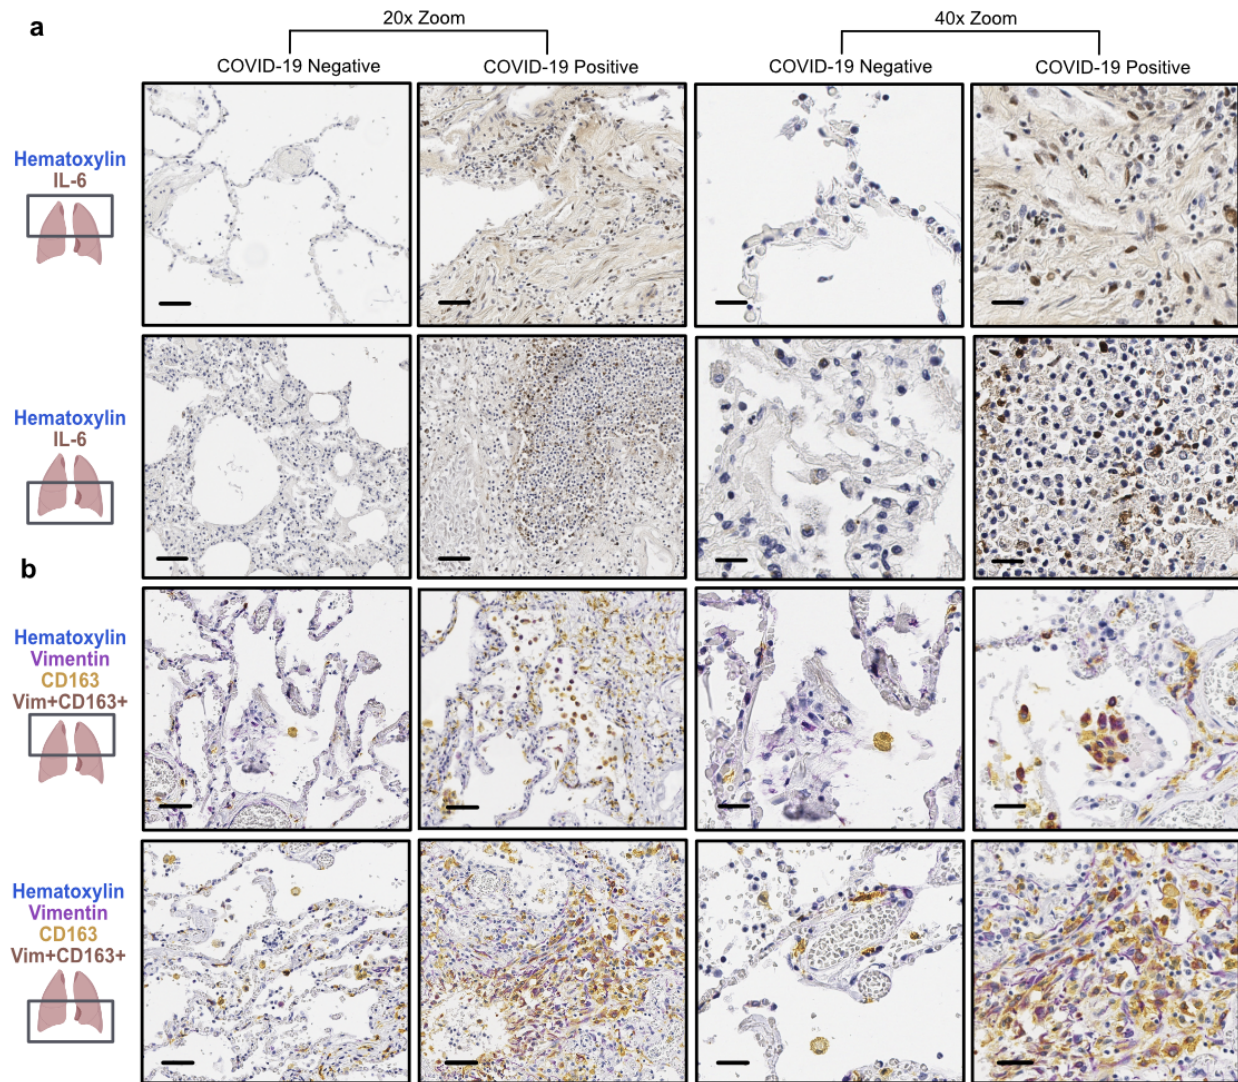 a
20x Zoom
40x Zoom
COVID-19 Negative
COVID-19 Positive
COVID-19 Negative
COVID-19 Positive
Hematoxylin
IL-6
Hematoxylin
IL-6
b
Hematoxylin
Vimentin
CD163
Vim+CD163+
Hematoxylin
Vimentin
CD163
Vim+CD163+